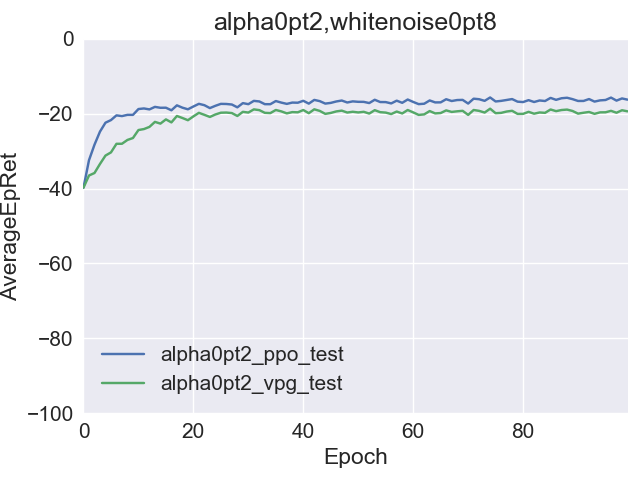 alpha0pt2,whitenoise0pt8
AverageEpRet
0
−20
−40
−60
−80
−100
alpha0pt2_ppo_test
alpha0pt2_vpg_test
0 20 40 60 80
Epoch